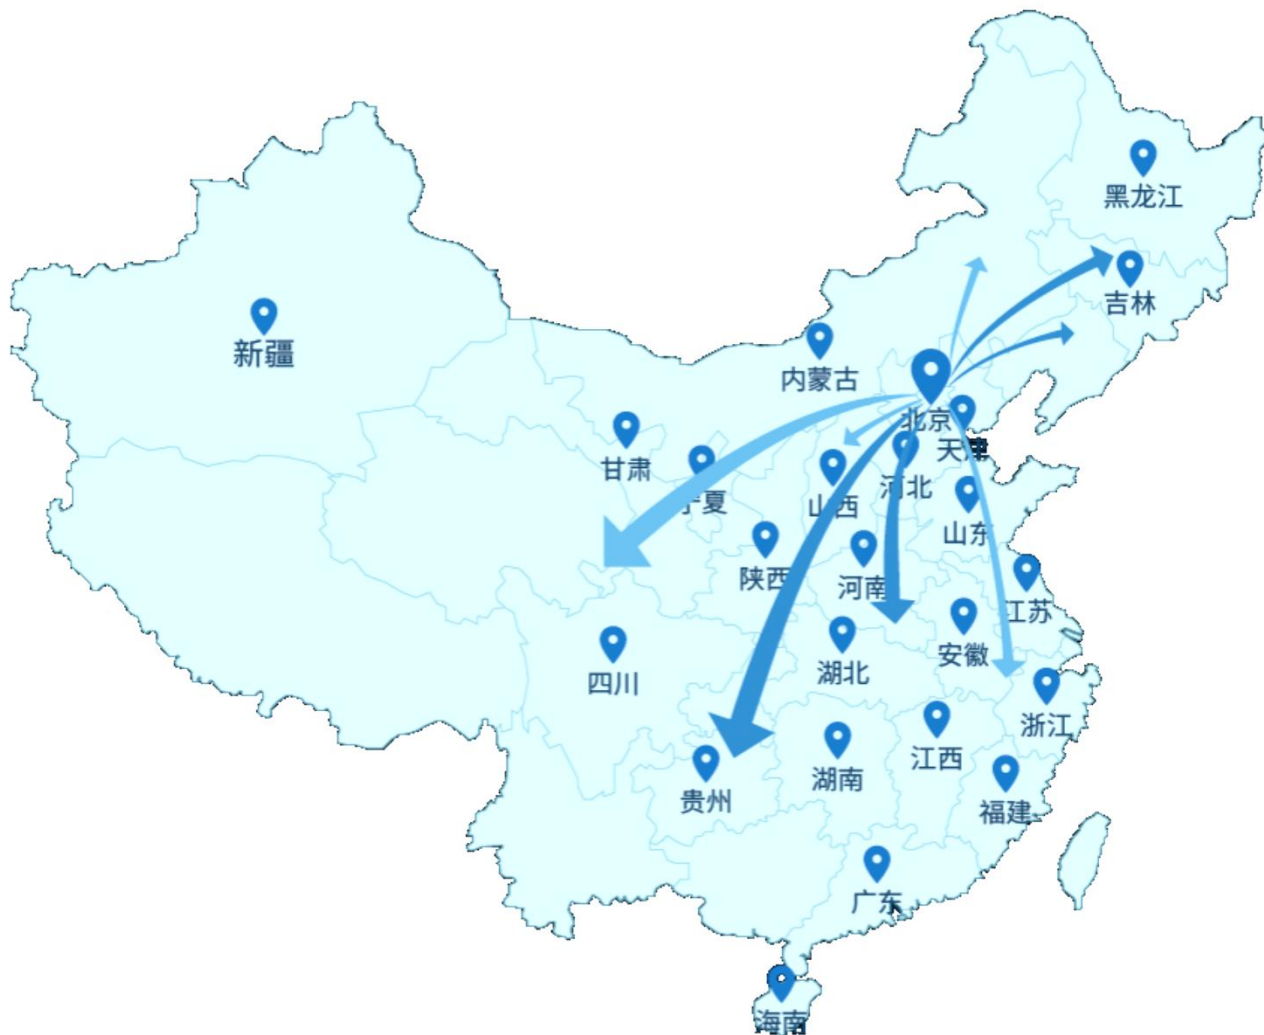 黑龙江
吉林
新疆
内蒙古
北京
天津
甘肃
宁夏
山西
河北
山东
陕西
河南
江苏
安徽
湖北
四川
浙江
江西
湖南
贵州
福建
广东
海南